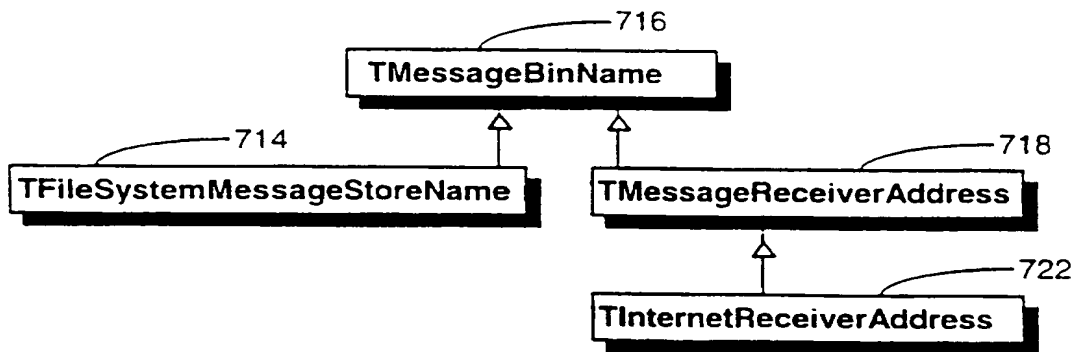 716
TMessageBinName
714
718
TFileSystemMessageStoreName
TMessageReceiverAddress
722
TInternetReceiverAddress